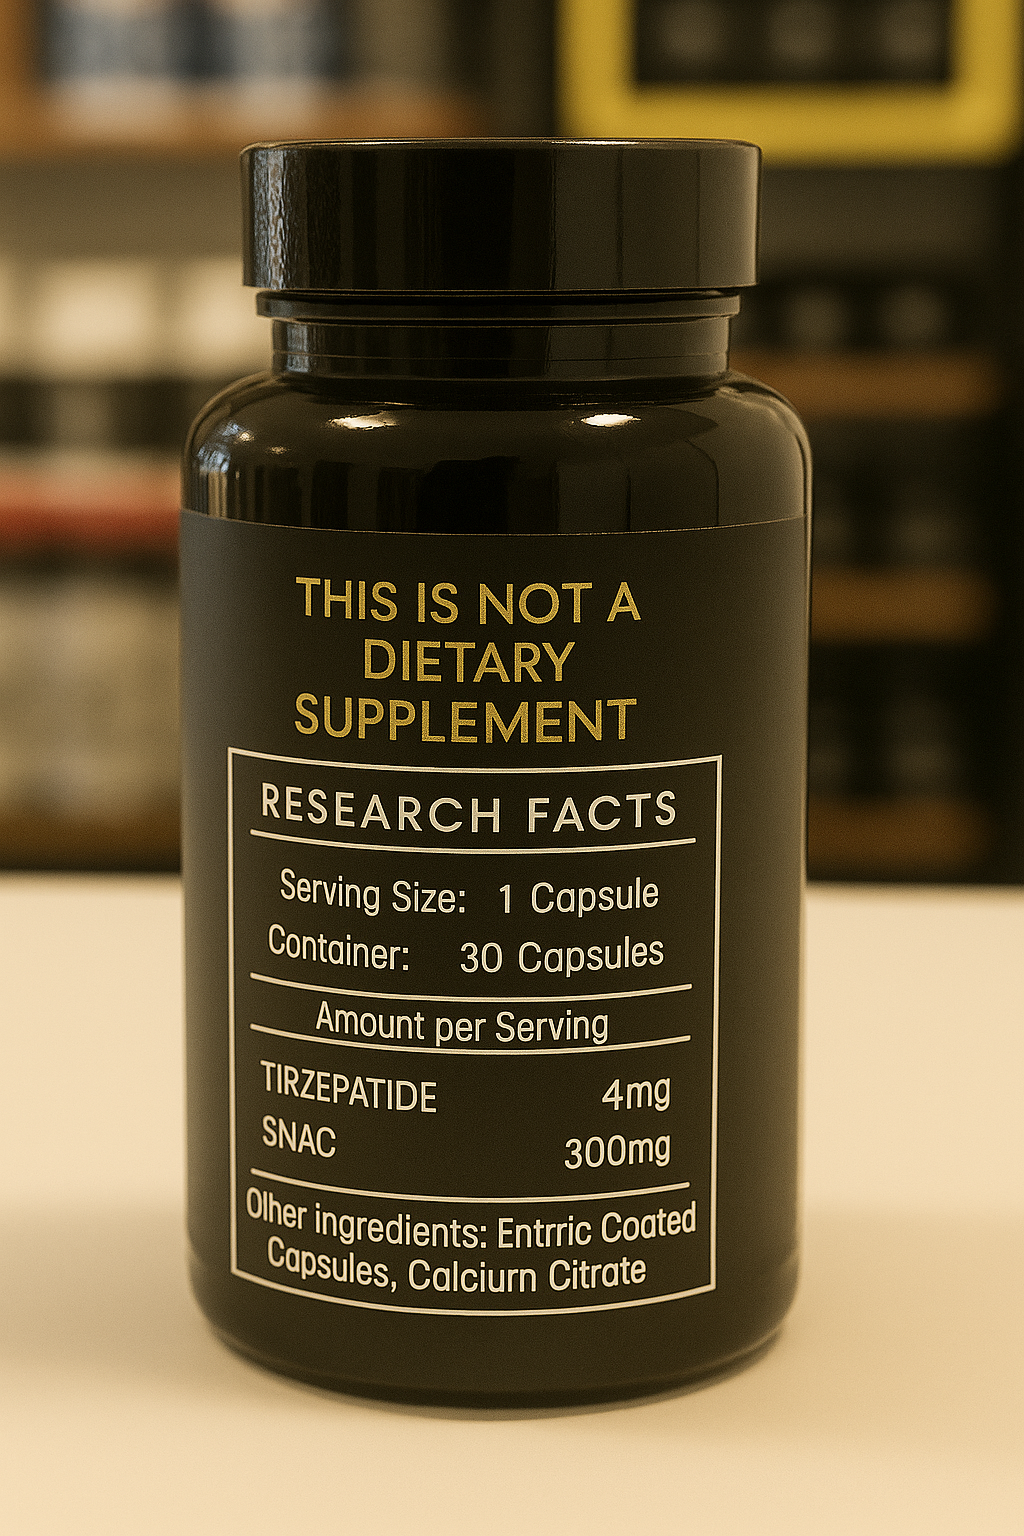 THIS IS NOT A
DIETARY
SUPPLEMENT
RESEARCH FACTS
Serving Size: 1 Capsule
Container: 30 Capsules
Amount per Serving
TIRZEPATIDE 4mg
SNAC 300mg
Olher ingredients: Entrric Coated
Capsules, Calciurn Citrate